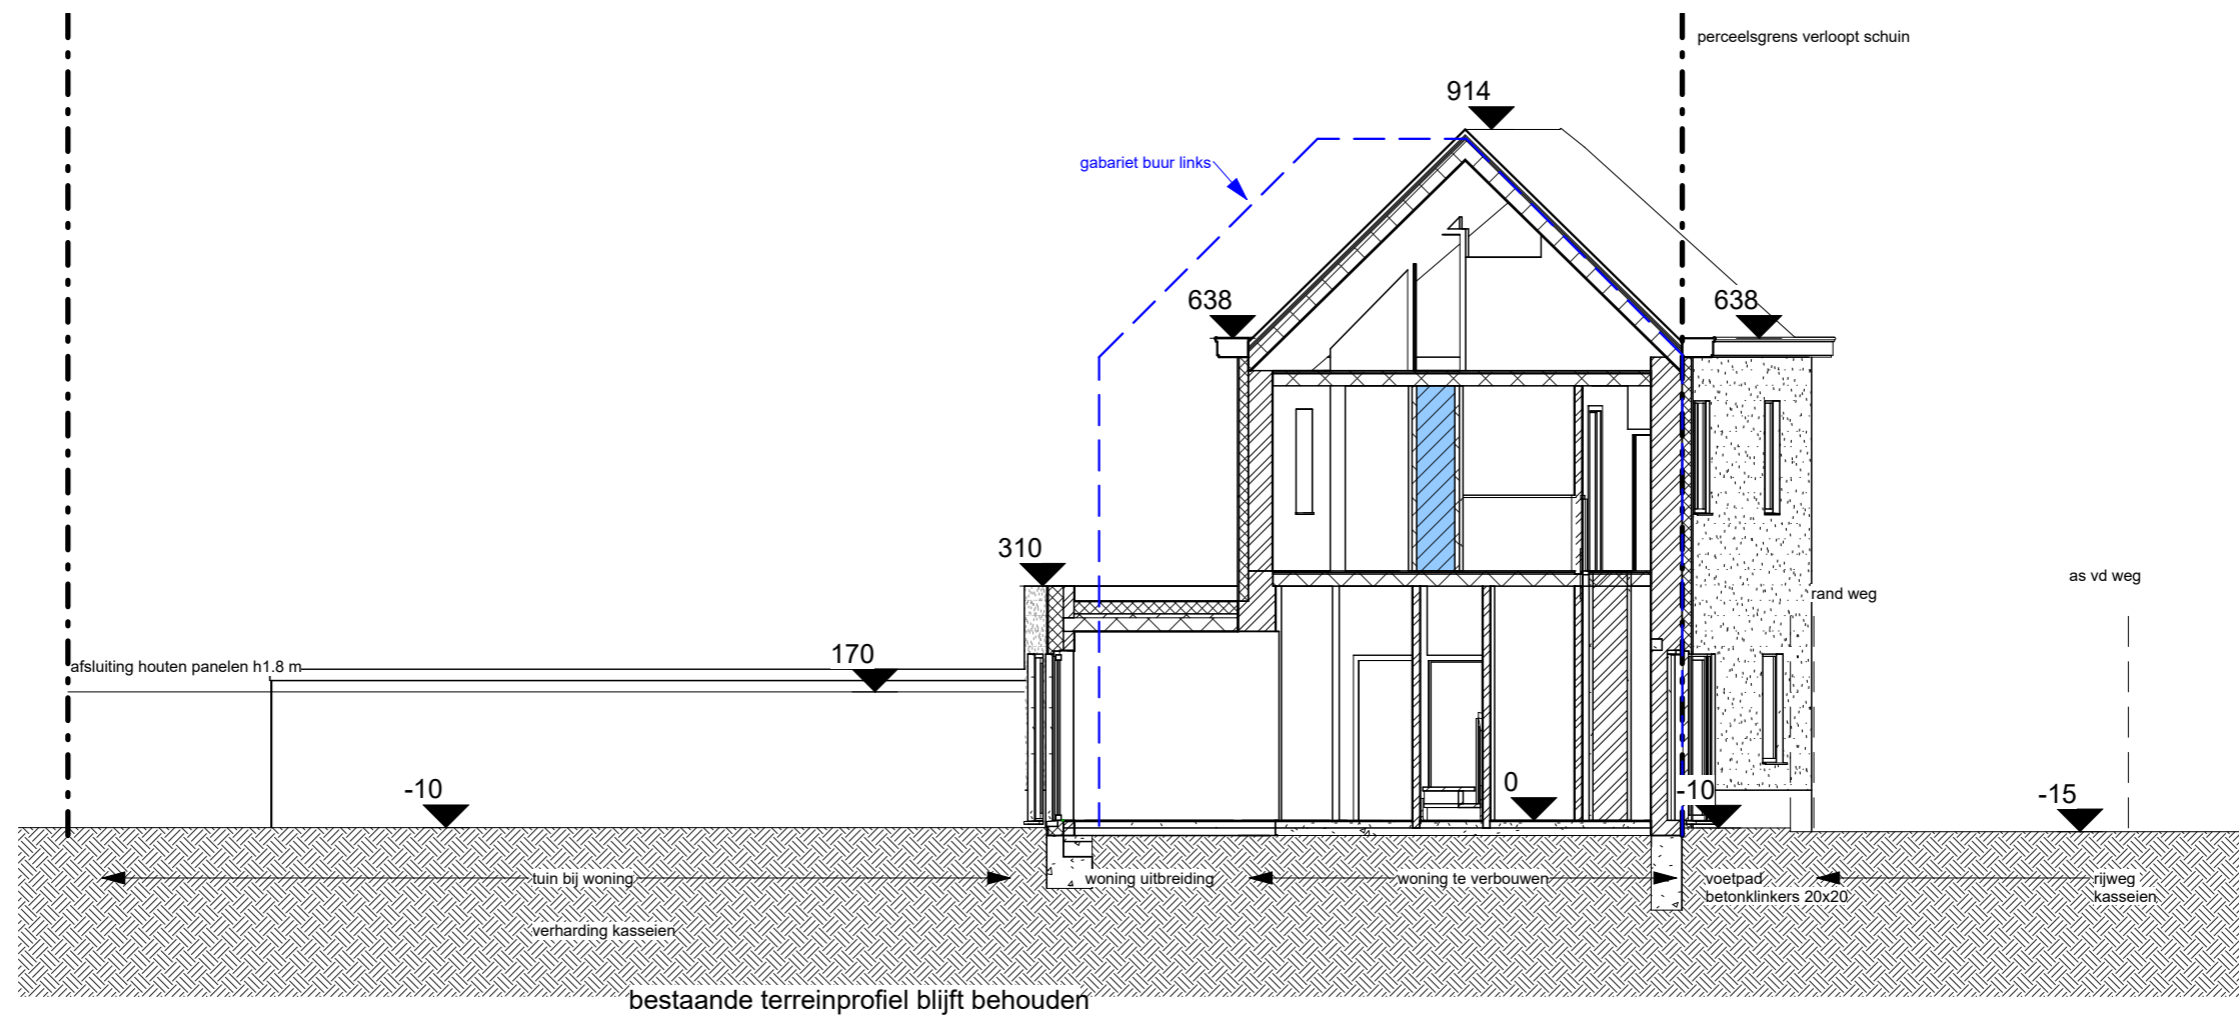 perceelsgrens verloopt schuin
914
gabariet buur links
638
638
310
as vd weg
rand weg
afsluiting houten panelen h1.8 m
170
-10
0
-10
-15
tuin bij woning
woning uitbreiding
woning te verbouwen
voetpad
betonklinkers 20x20
rijweg
kasseien
verharding kasseien
bestaande terreinprofiel blijft behouden